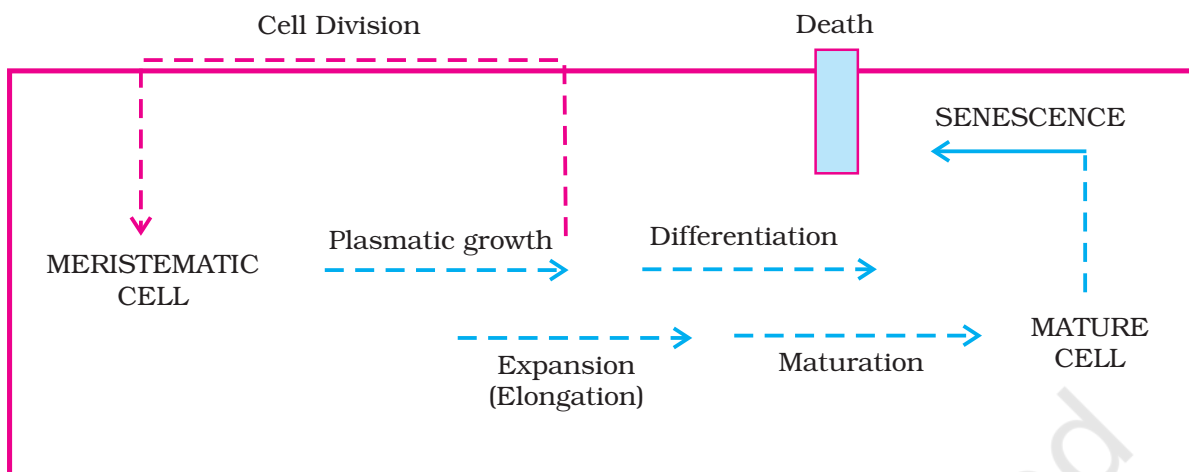 Cell Division
Death
SENESCENCE
Plasmatic growth
Differentiation
MERISTEMATIC
CELL
Expansion
(Elongation)
Maturation
MATURE
CELL